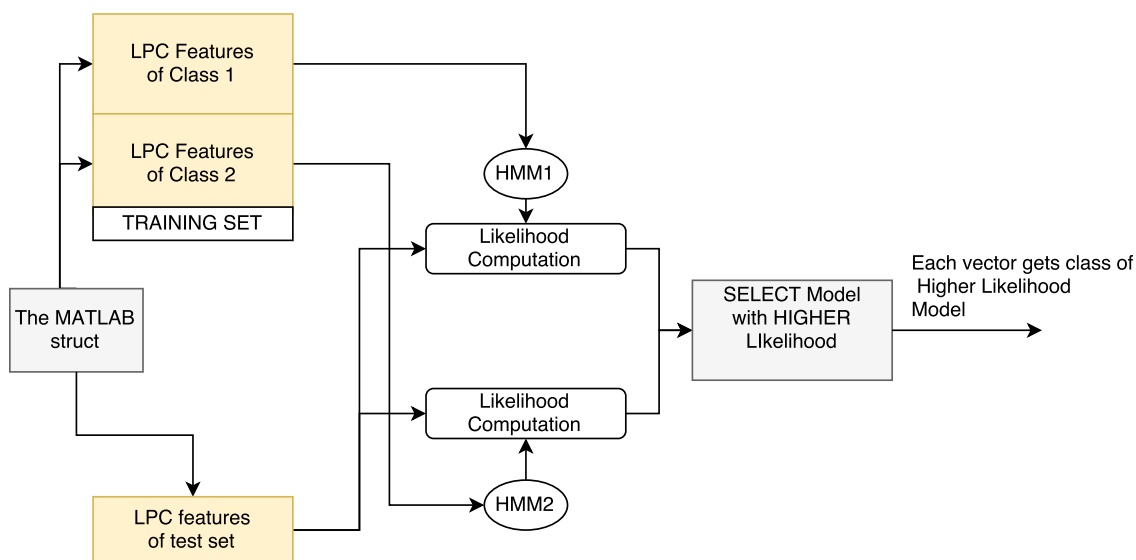 LPC Features
of Class 1
LPC Features
of Class 2
TRAINING SET
HMM1
Likelihood
Computation
The MATLAB
struct
SELECT Model
with HIGHER
LIkelihood
Each vector gets class of
Higher Likelihood
Model
Likelihood
Computation
HMM2
LPC features
of test set